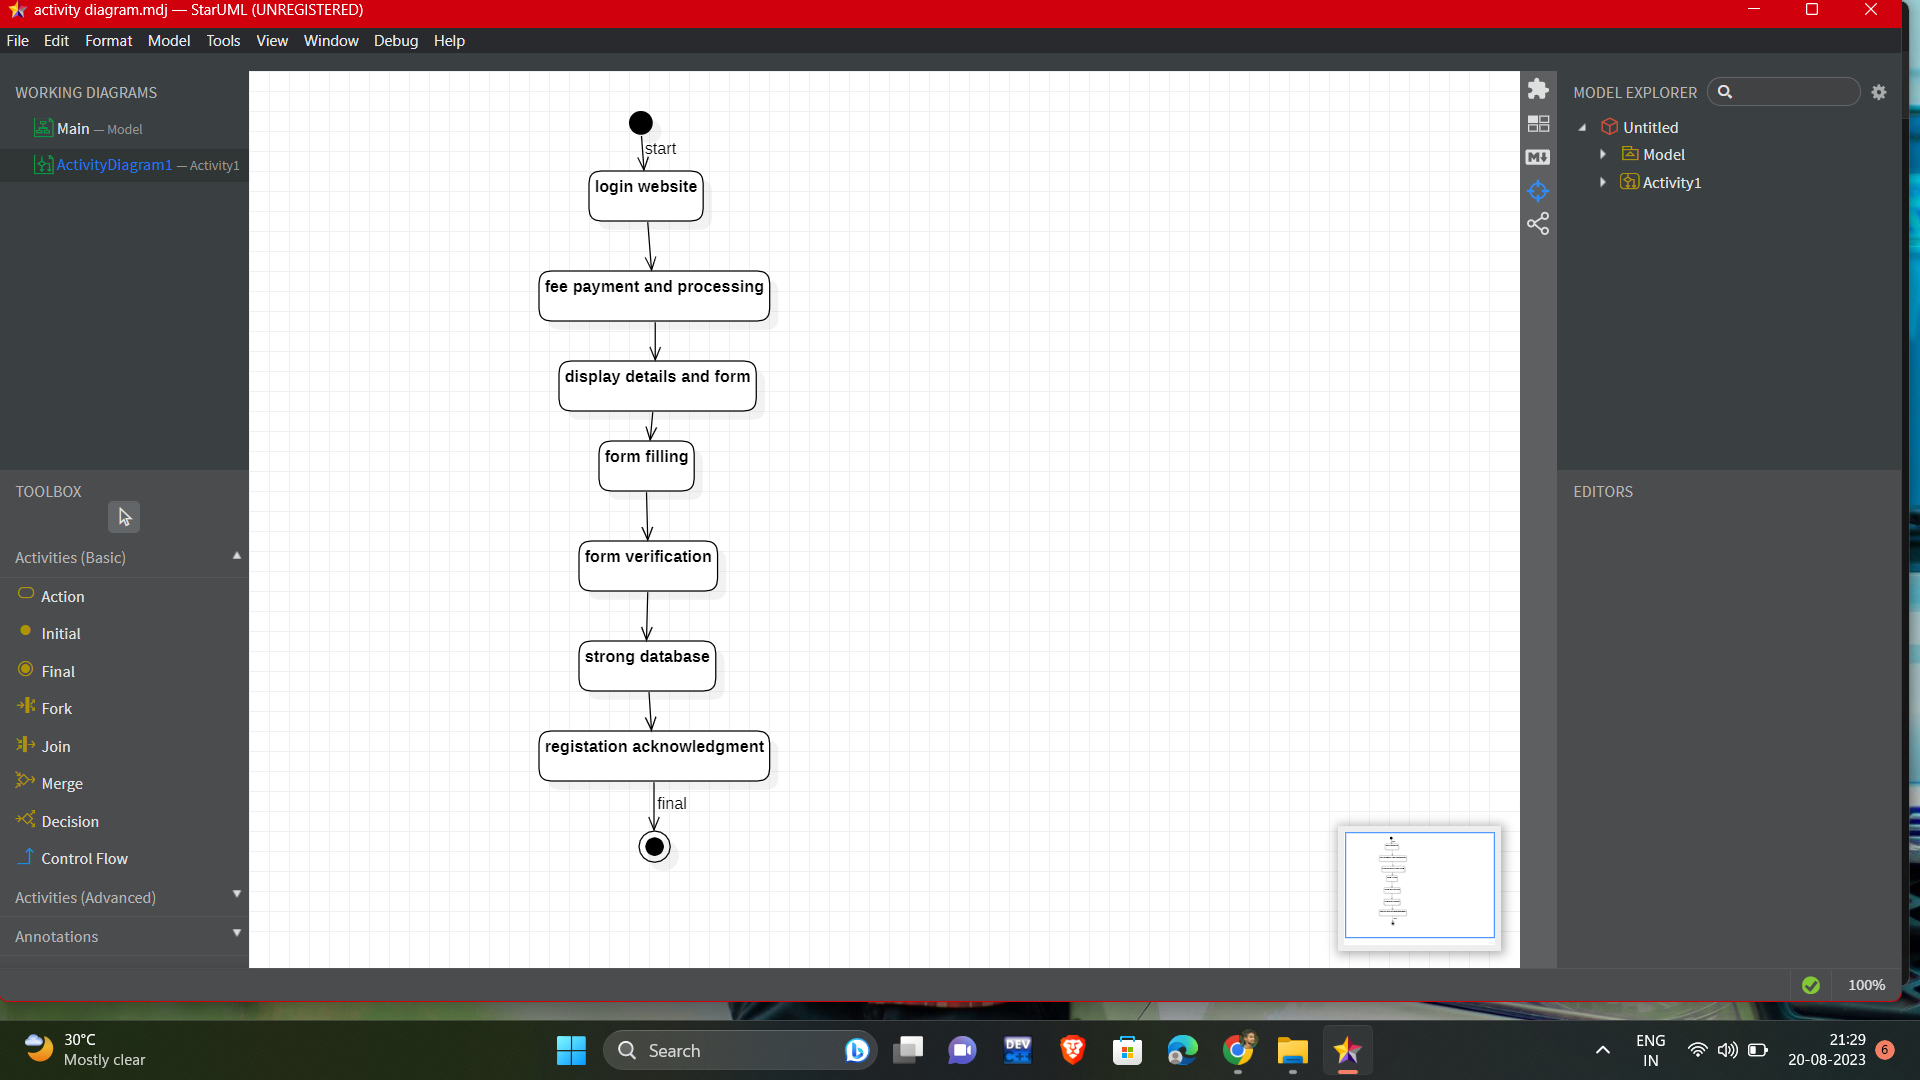 activity diagram.mdj — StarUML (UNREGISTERED)
File Edit Format Model Tools View Window Debug Help
WORKING DIAGRAMS
Main — Model
ActivityDiagram1 — Activity1
TOOLBOX
Activities (Basic)
Action
Initial
Final
Fork
Join
Merge
Decision
Control Flow
Activities (Advanced)
Annotations
start
login website
fee payment and processing
display details and form
form filling
form verification
strong database
registation acknowledgment
final
M
MODEL EXPLORER
Untitled
Model
Activity1
EDITORS
100%
30°C
Mostly clear
Search
DEV
C++
ENG
IN
21:29
20-08-2023
6